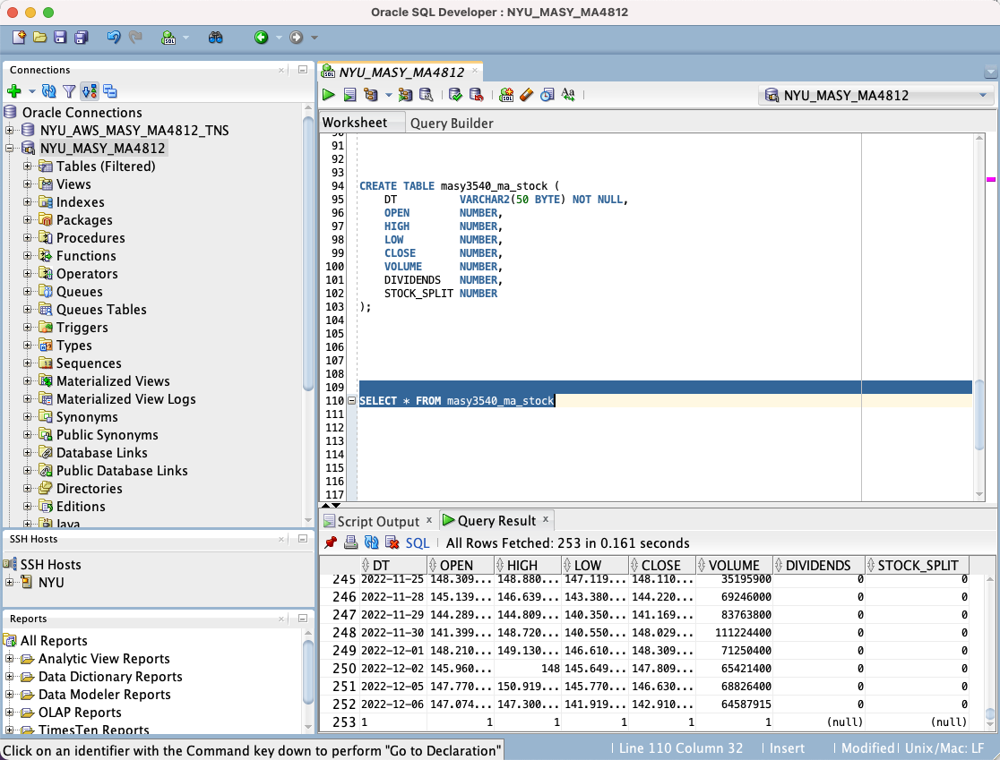 Oracle SQL Developer : NYU_MASY_MA4812
Connections
Oracle Connections
NYU_AWS_MASY_MA4812_TNS
NYU_MASY_MA4812
Tables (Filtered)
Views
Indexes
Packages
Procedures
Functions
Operators
Queues
Queues Tables
Triggers
Types
Sequences
Materialized Views
Materialized View Logs
Synonyms
Public Synonyms
Database Links
Public Database Links
Directories
Editions
Java
SSH Hosts
SSH Hosts
NYU
Reports
All Reports
Analytic View Reports
Data Dictionary Reports
Data Modeler Reports
OLAP Reports
TimesTen Reports
NYU_MASY_MA4812
NYU_MASY_MA4812
Worksheet Query Builder
90
91
92
93
94 CREATE TABLE masy3540_ma_stock (
95 DT VARCHAR2(50 BYTE) NOT NULL,
96 OPEN NUMBER,
97 HIGH NUMBER,
98 LOW NUMBER,
99 CLOSE NUMBER,
100 VOLUME NUMBER,
101 DIVIDENDS NUMBER,
102 STOCK_SPLIT NUMBER
103 );
104
105
106
107
108
109
110 SELECT * FROM masy3540_ma_stock
111
112
113
114
115
116
117
Script Output Query Result
SQL All Rows Fetched: 253 in 0.161 seconds
DT OPEN HIGH LOW CLOSE VOLUME DIVIDENDS STOCK_SPLIT
245 2022-11-25 148.309... 148.880... 147.119... 148.110... 35195900 0 0
246 2022-11-28 145.139... 146.639... 143.380... 144.220... 69246000 0 0
247 2022-11-29 144.289... 144.809... 140.350... 141.169... 83763800 0 0
248 2022-11-30 141.399... 148.720... 140.550... 148.029... 111224400 0 0
249 2022-12-01 148.210... 149.130... 146.610... 148.309... 71250400 0 0
250 2022-12-02 145.960... 148 145.649... 147.809... 65421400 0 0
251 2022-12-05 147.770... 150.919... 145.770... 146.630... 68826400 0 0
252 2022-12-06 147.074... 147.300... 141.919... 142.910... 64587915 0 0
253 1 1 1 1 1 1 (null) (null)
Click on an identifier with the Command key down to perform "Go to Declaration"
Line 110 Column 32 Insert Modified Unix/Mac: LF